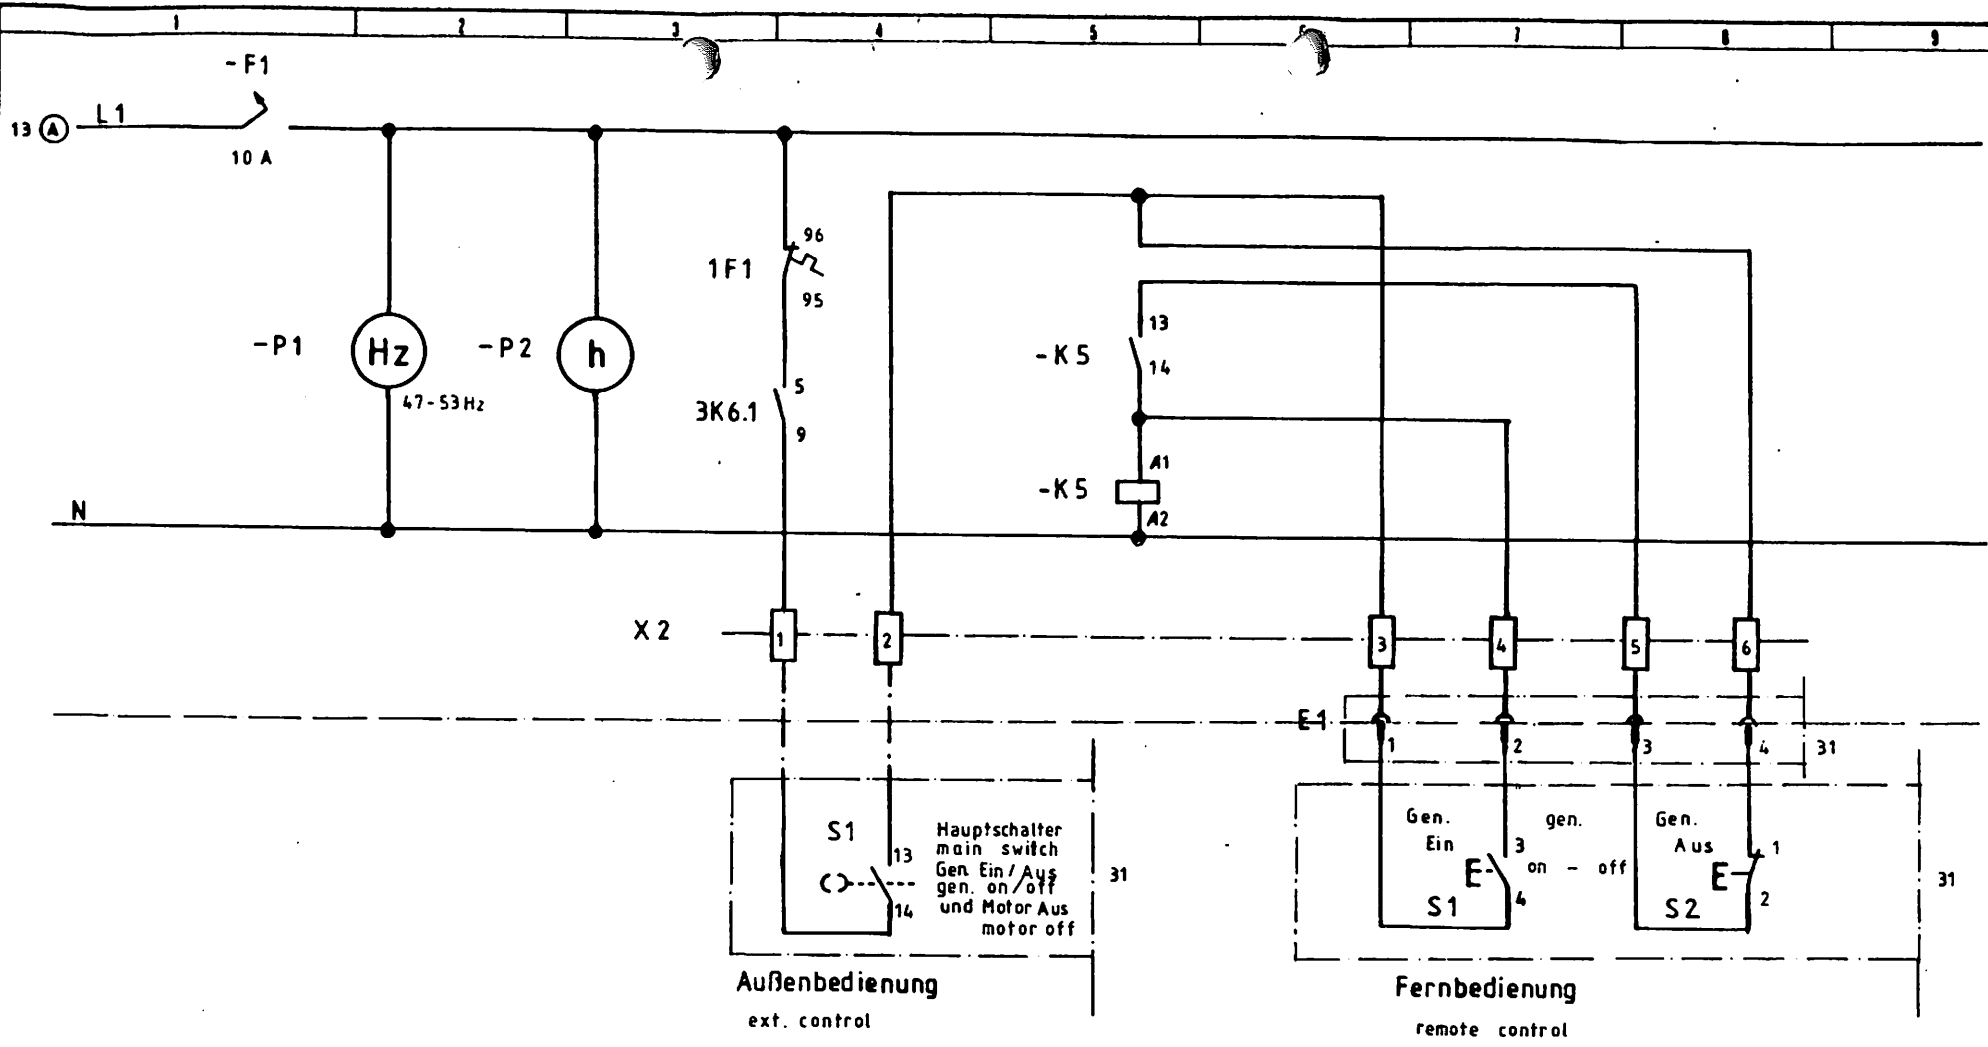 1 2 3 4 5 6 7 8 9
-F1
13 A L1
10 A
96
1F1
95
-P1 Hz
47-53Hz
-P2 h
5
3K6.1
9
13
-K5
14
A1
-K5
A2
N
X2 1 2 3 4 5 6
E1 1 2 3 4 31
S1
13
14
Hauptschalter
main switch
Gen Ein/Aus
gen. on/off
und Motor Aus
motor off
31
Außenbedienung
ext. control
Gen.
Ein
gen.
on - off
Gen.
Aus
E
3
4
S1
E
1
2
S2
31
Fernbedienung
remote control